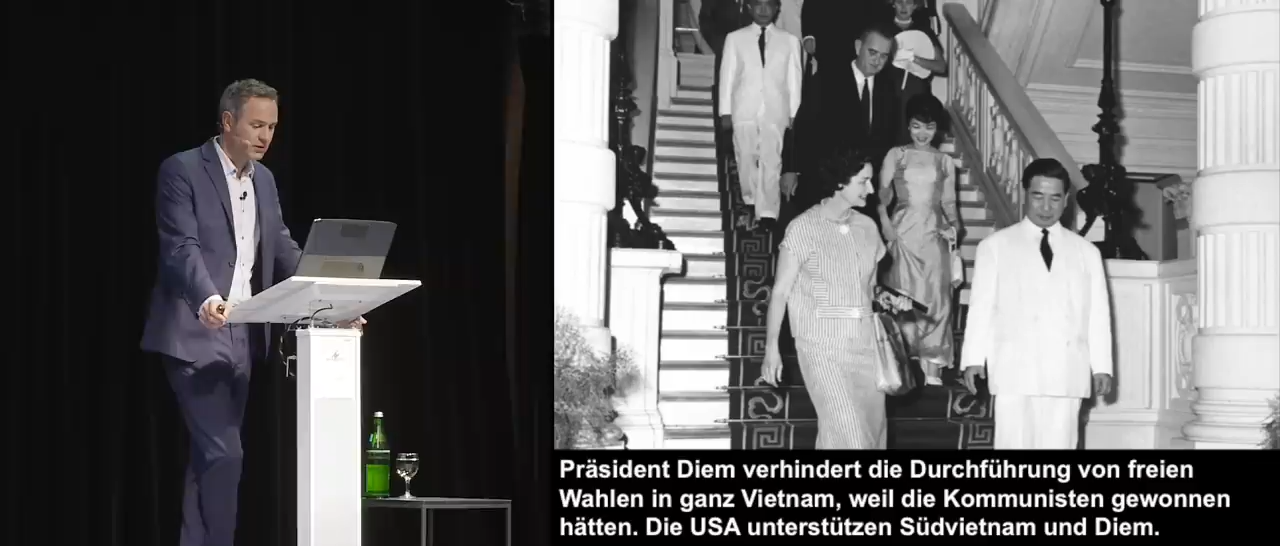 Präsident Diem verhindert die Durchführung von freien
Wahlen in ganz Vietnam, weil die Kommunisten gewonnen
hätten. Die USA unterstützen Südvietnam und Diem.